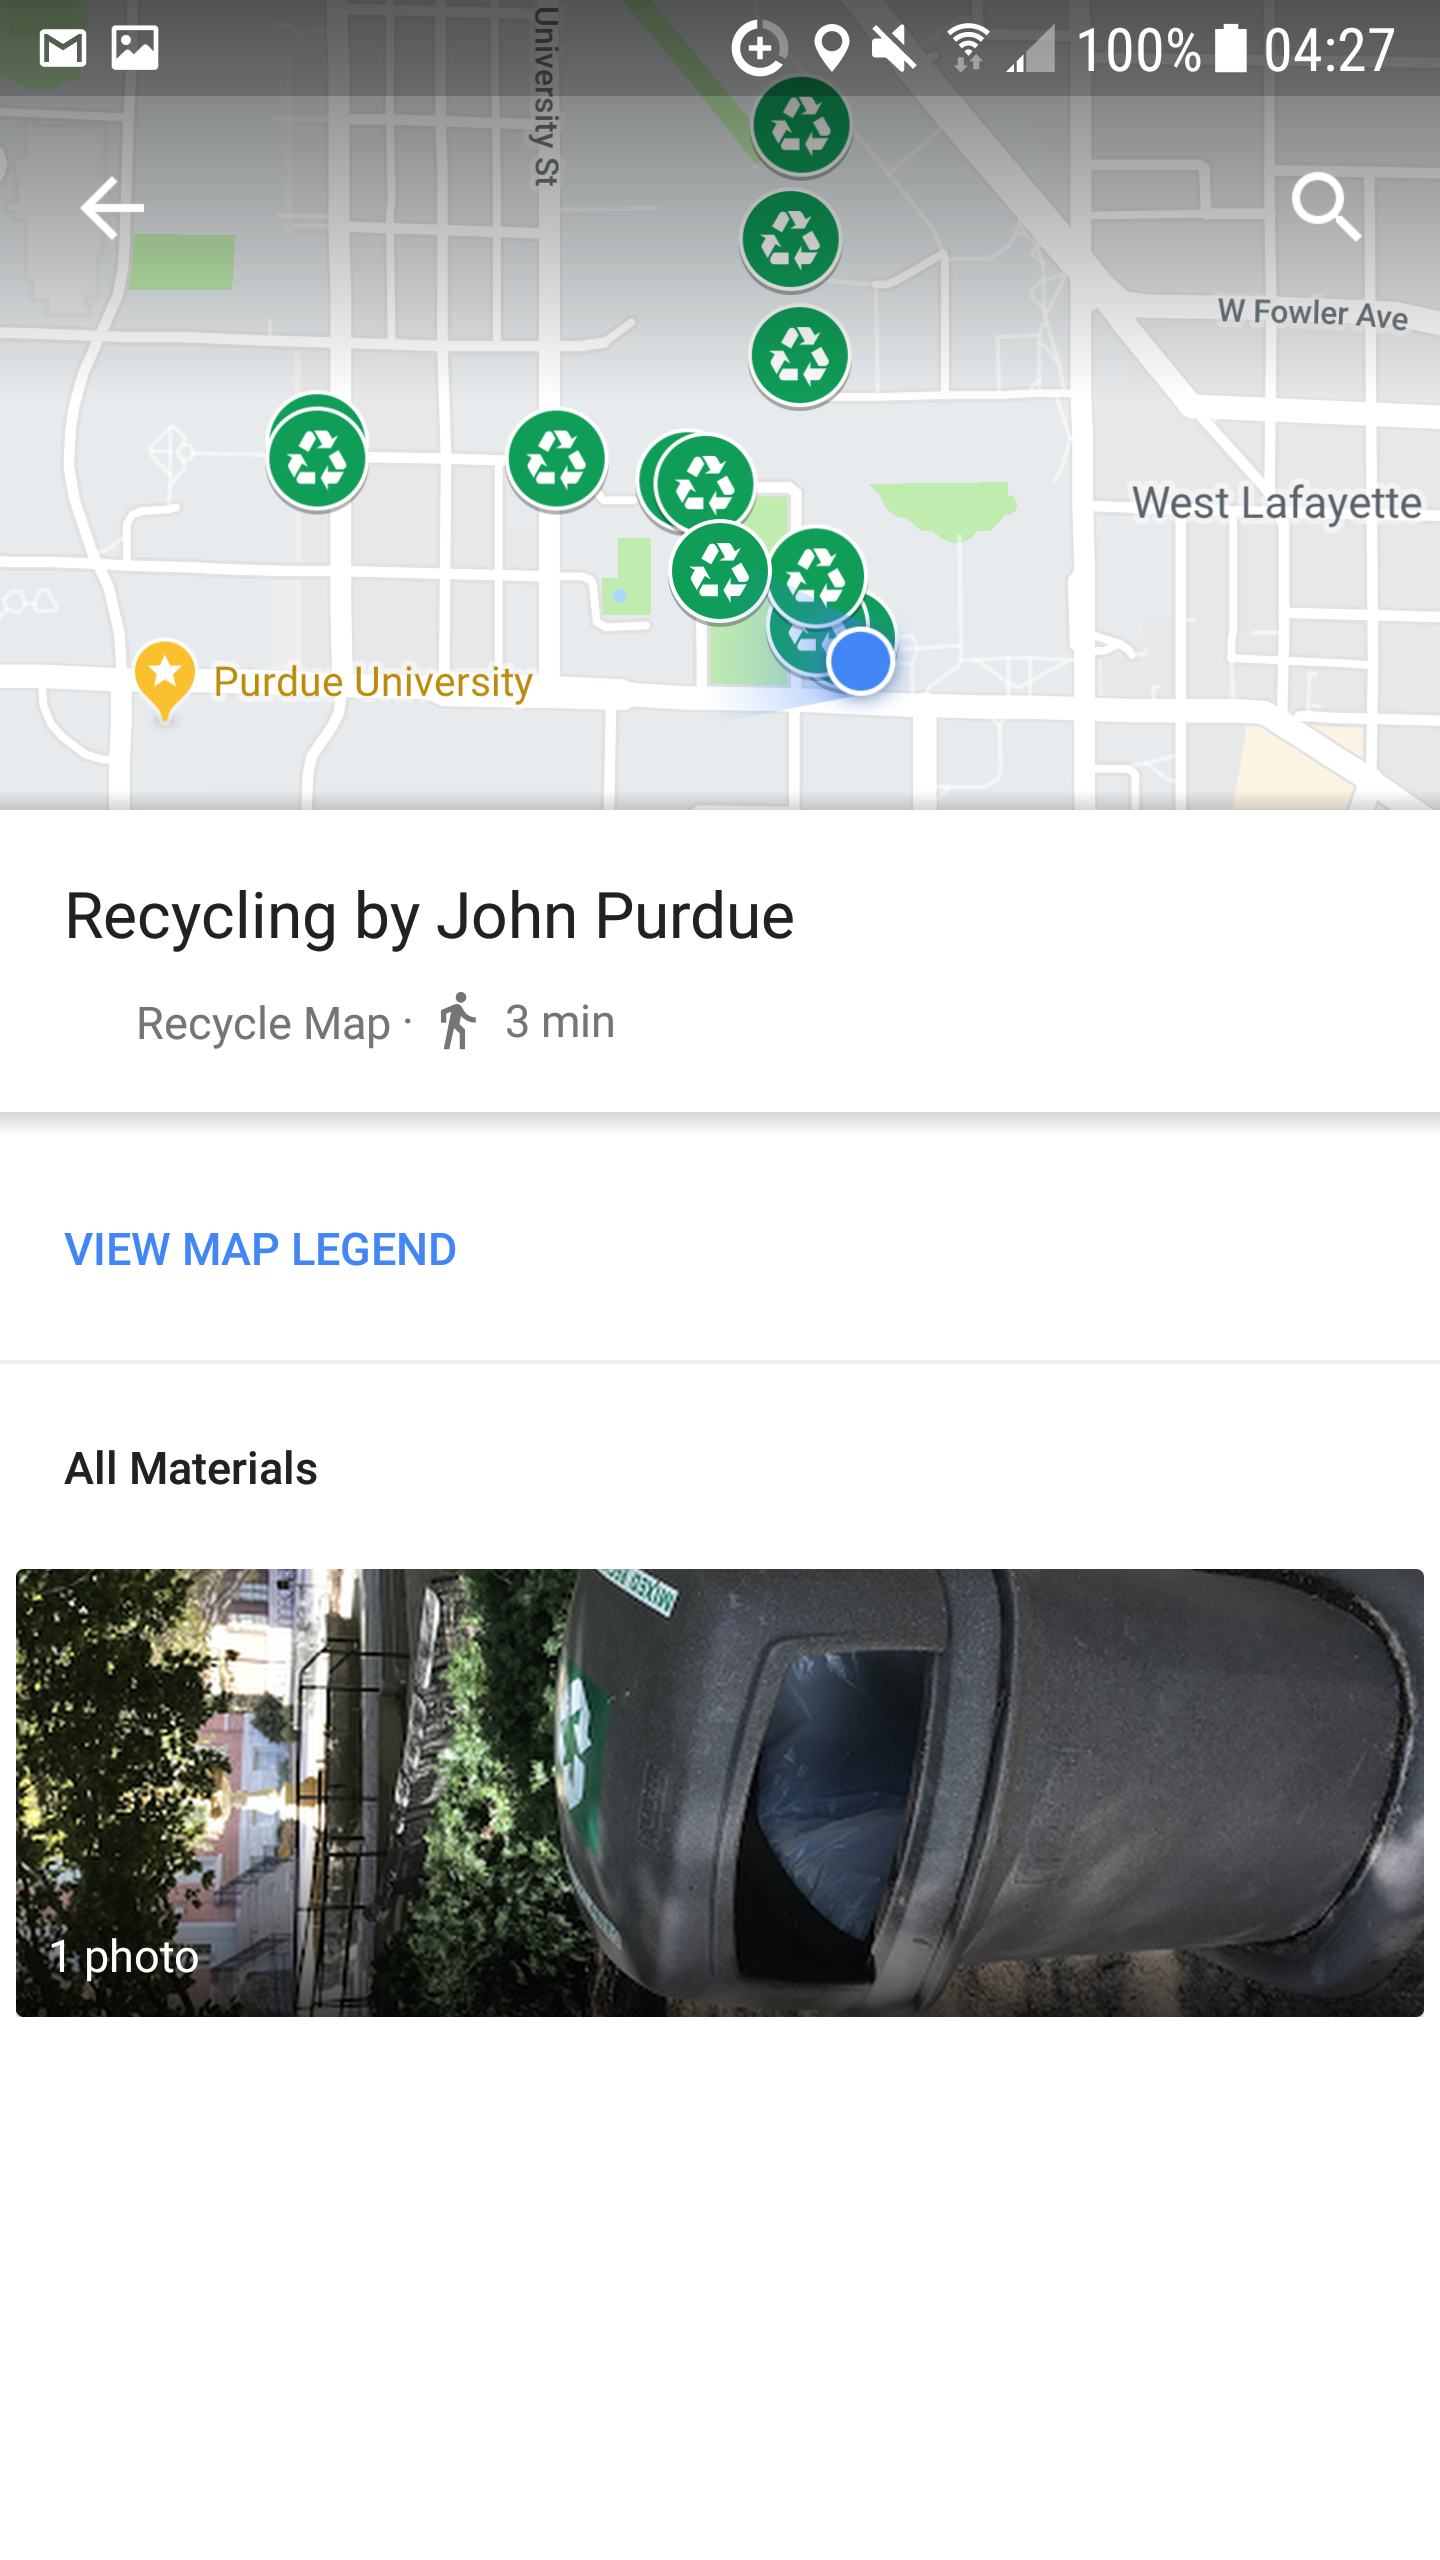 100% 04:27
University St
W Fowler Ave
West Lafayette
Purdue University
Recycling by John Purdue
Recycle Map · 3 min
VIEW MAP LEGEND
All Materials
MIXED
1 photo